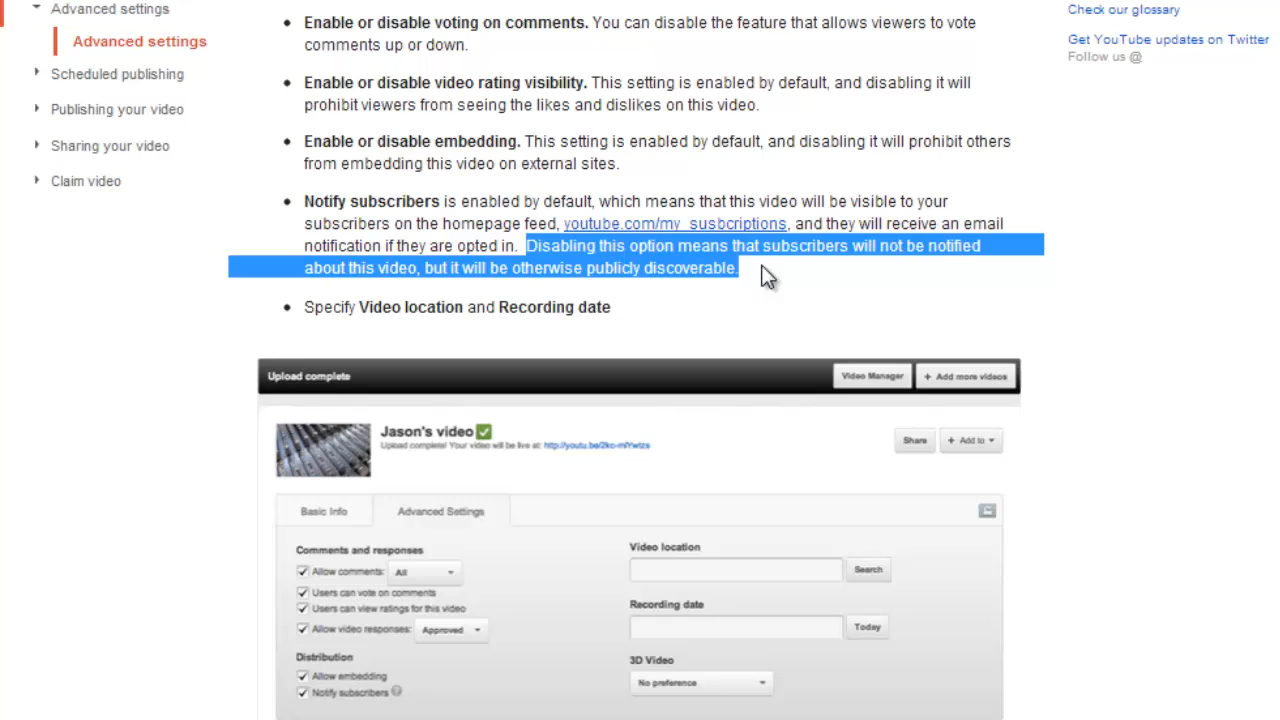 Advanced settings
Advanced settings
Scheduled publishing
Publishing your video
Sharing your video
Claim video
Enable or disable voting on comments. You can disable the feature that allows viewers to vote
comments up or down.
Enable or disable video rating visibility. This setting is enabled by default, and disabling it will
prohibit viewers from seeing the likes and dislikes on this video.
Enable or disable embedding. This setting is enabled by default, and disabling it will prohibit others
from embedding this video on external sites.
Notify subscribers is enabled by default, which means that this video will be visible to your
subscribers on the homepage feed, youtube.com/my_susbcriptions, and they will receive an email
notification if they are opted in. Disabling this option means that subscribers will not be notified
about this video, but it will be otherwise publicly discoverable.
Specify Video location and Recording date
Check our glossary
Get YouTube updates on Twitter
Follow us @
Upload complete
Video Manager
+ Add more videos
Jason's video
Upload complete! Your video will be live at:
Share
+ Add to
Basic Info
Advanced Settings
Comments and responses
Allow comments: All
Users can vote on comments
Users can view ratings for this video
Allow video responses: Approved
Distribution
Allow embedding
Notify subscribers ?
Video location
Search
Recording date
Today
3D Video
No preference